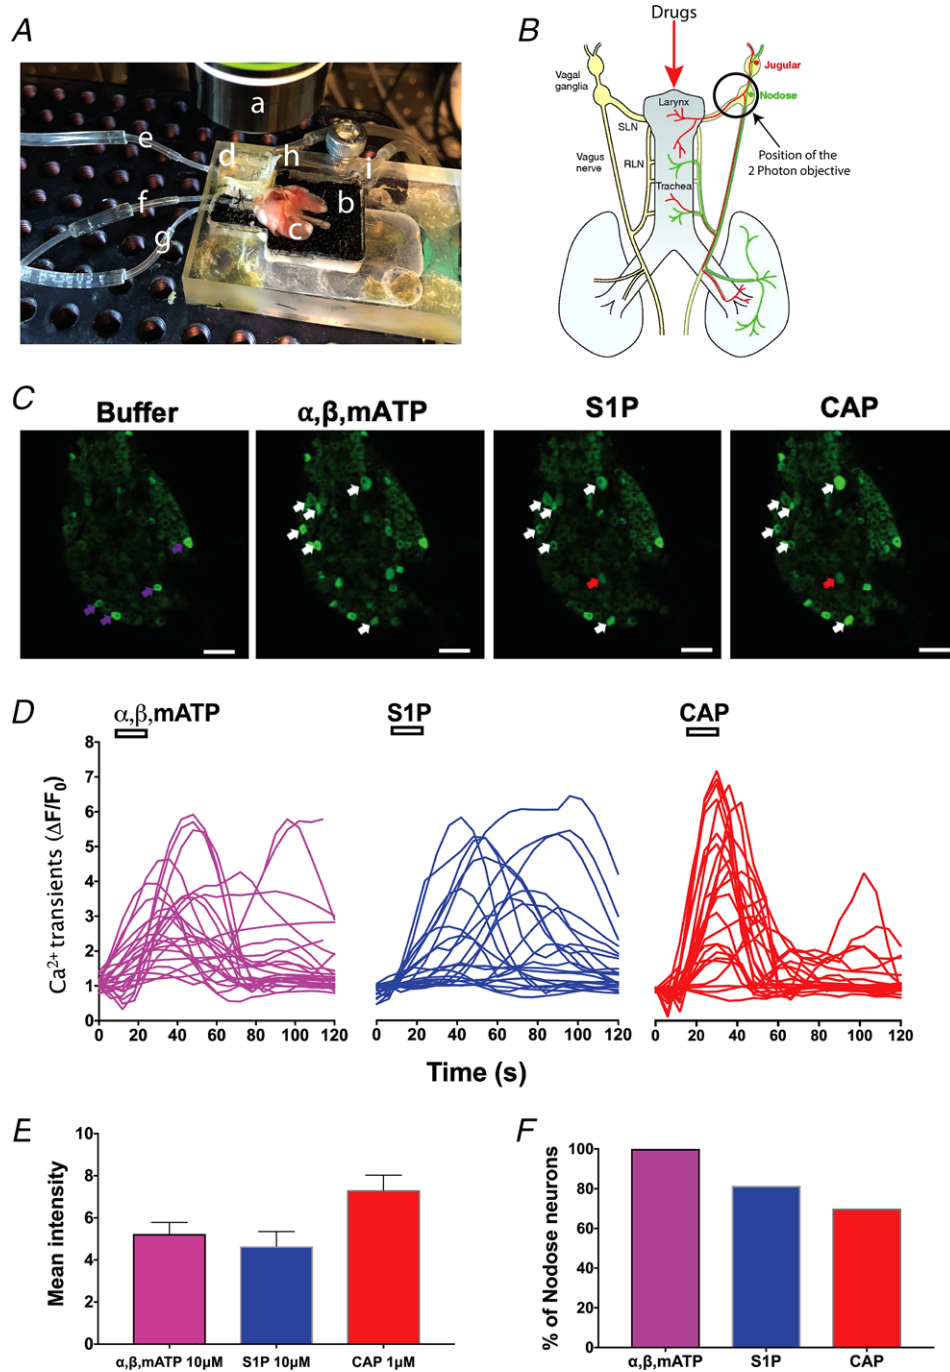 A
B
a
b
c
d
e
f
g
h
i
Drugs
Jugular
Vagal
ganglia
Nodose
Larynx
SLN
Vagus
nerve
RLN
Trachea
Position of the
2 Photon objective
C
Buffer
α,β,mATP
S1P
CAP
D
α,β,mATP
S1P
CAP
Ca2+ transients (ΔF/F0)
8
7
6
5
4
3
2
1
0
0 20 40 60 80 100 120
0 20 40 60 80 100 120
0 20 40 60 80 100 120
Time (s)
E
Mean intensity
10
8
6
4
2
0
α,β,mATP 10µM
S1P 10µM
CAP 1µM
F
% of Nodose neurons
100
80
60
40
20
0
α,β,mATP
S1P
CAP